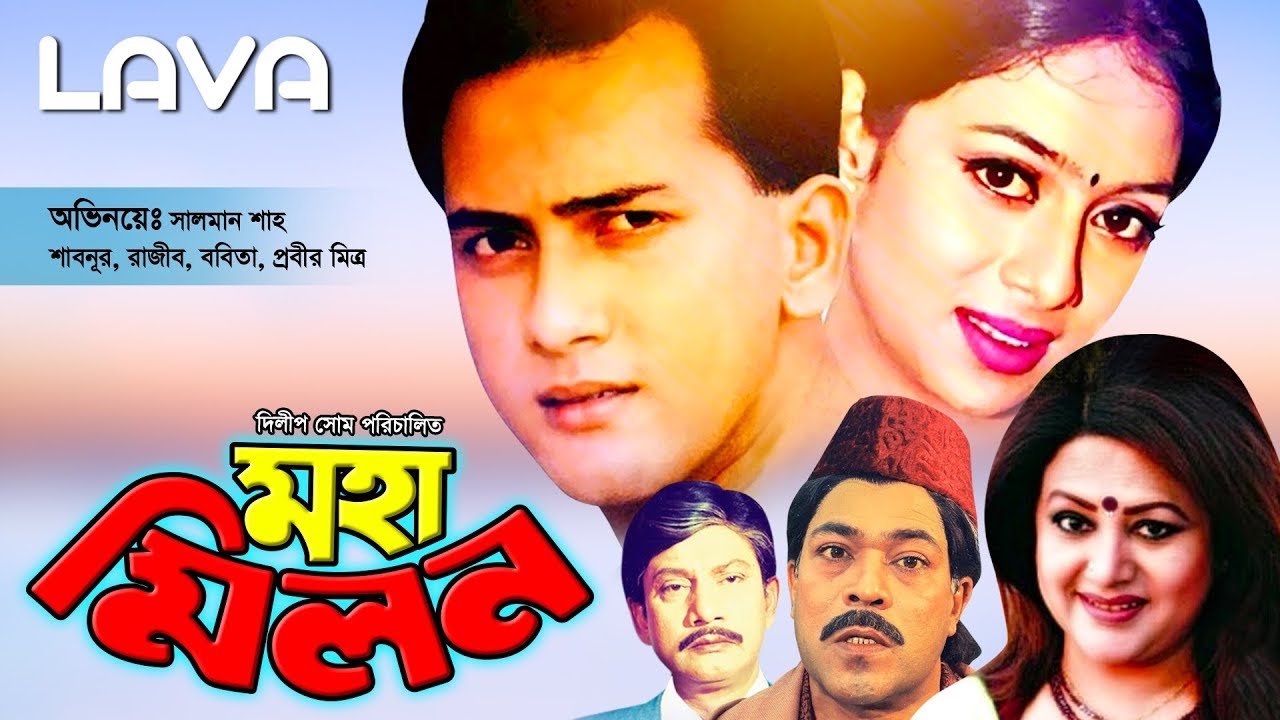 LAVA
অভিনয়েঃ সালমান শাহ
শাবনূর, রাজীব, ববিতা, প্রবীর মিত্র
দিলীপ সোম পরিচালিত
মহা
মিলন